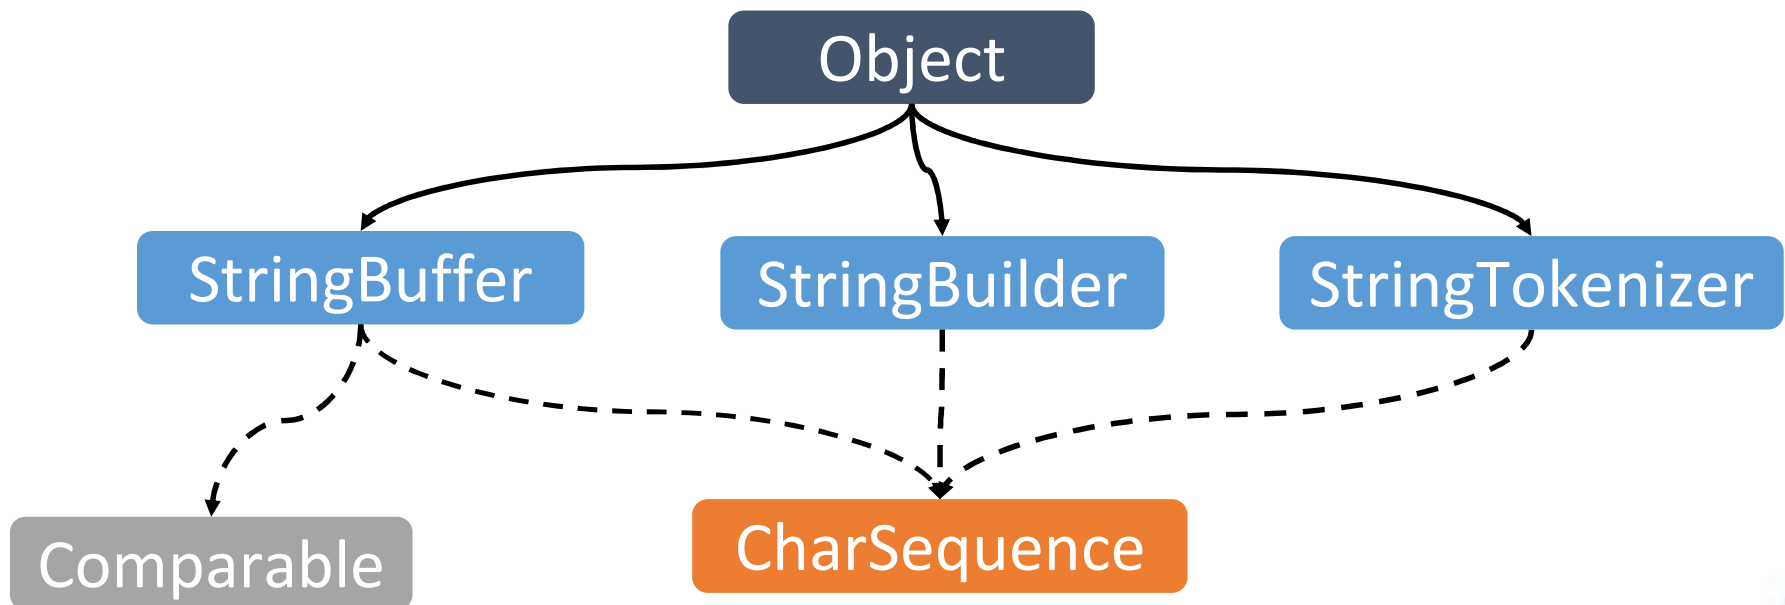 Object
StringBuffer
StringBuilder
StringTokenizer
Comparable
CharSequence